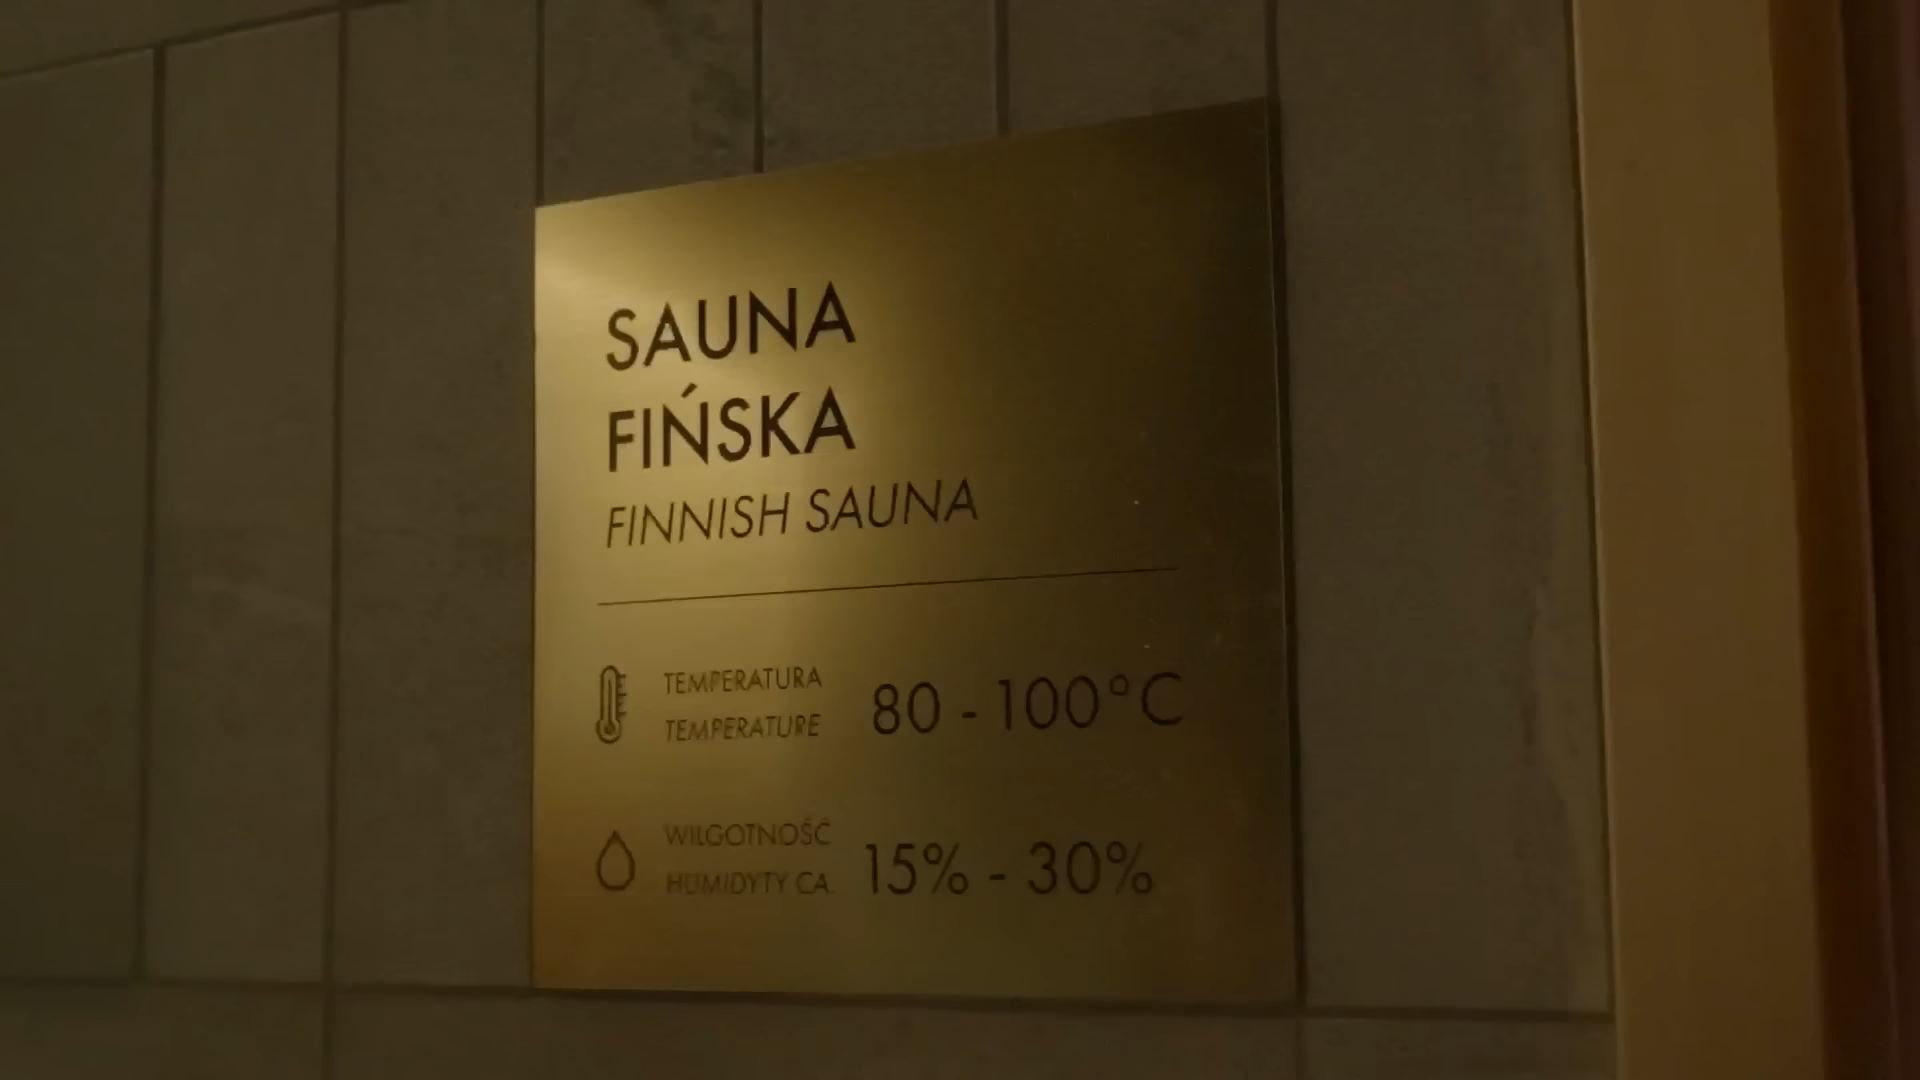 SAUNA
FIŃSKA
FINNISH SAUNA
TEMPERATURA
TEMPERATURE
80 - 100°C
WILGOTNOŚĆ
HUMIDYTY CA.
15% - 30%